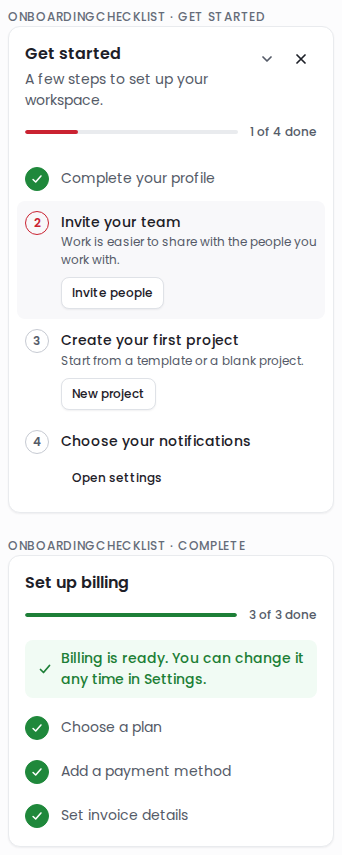 ONBOARDINGCHECKLIST · GET STARTED
Get started
A few steps to set up your
workspace.
1 of 4 done
Complete your profile
2
Invite your team
Work is easier to share with the people you
work with.
Invite people
3
Create your first project
Start from a template or a blank project.
New project
4
Choose your notifications
Open settings
ONBOARDINGCHECKLIST · COMPLETE
Set up billing
3 of 3 done
Billing is ready. You can change it
any time in Settings.
Choose a plan
Add a payment method
Set invoice details